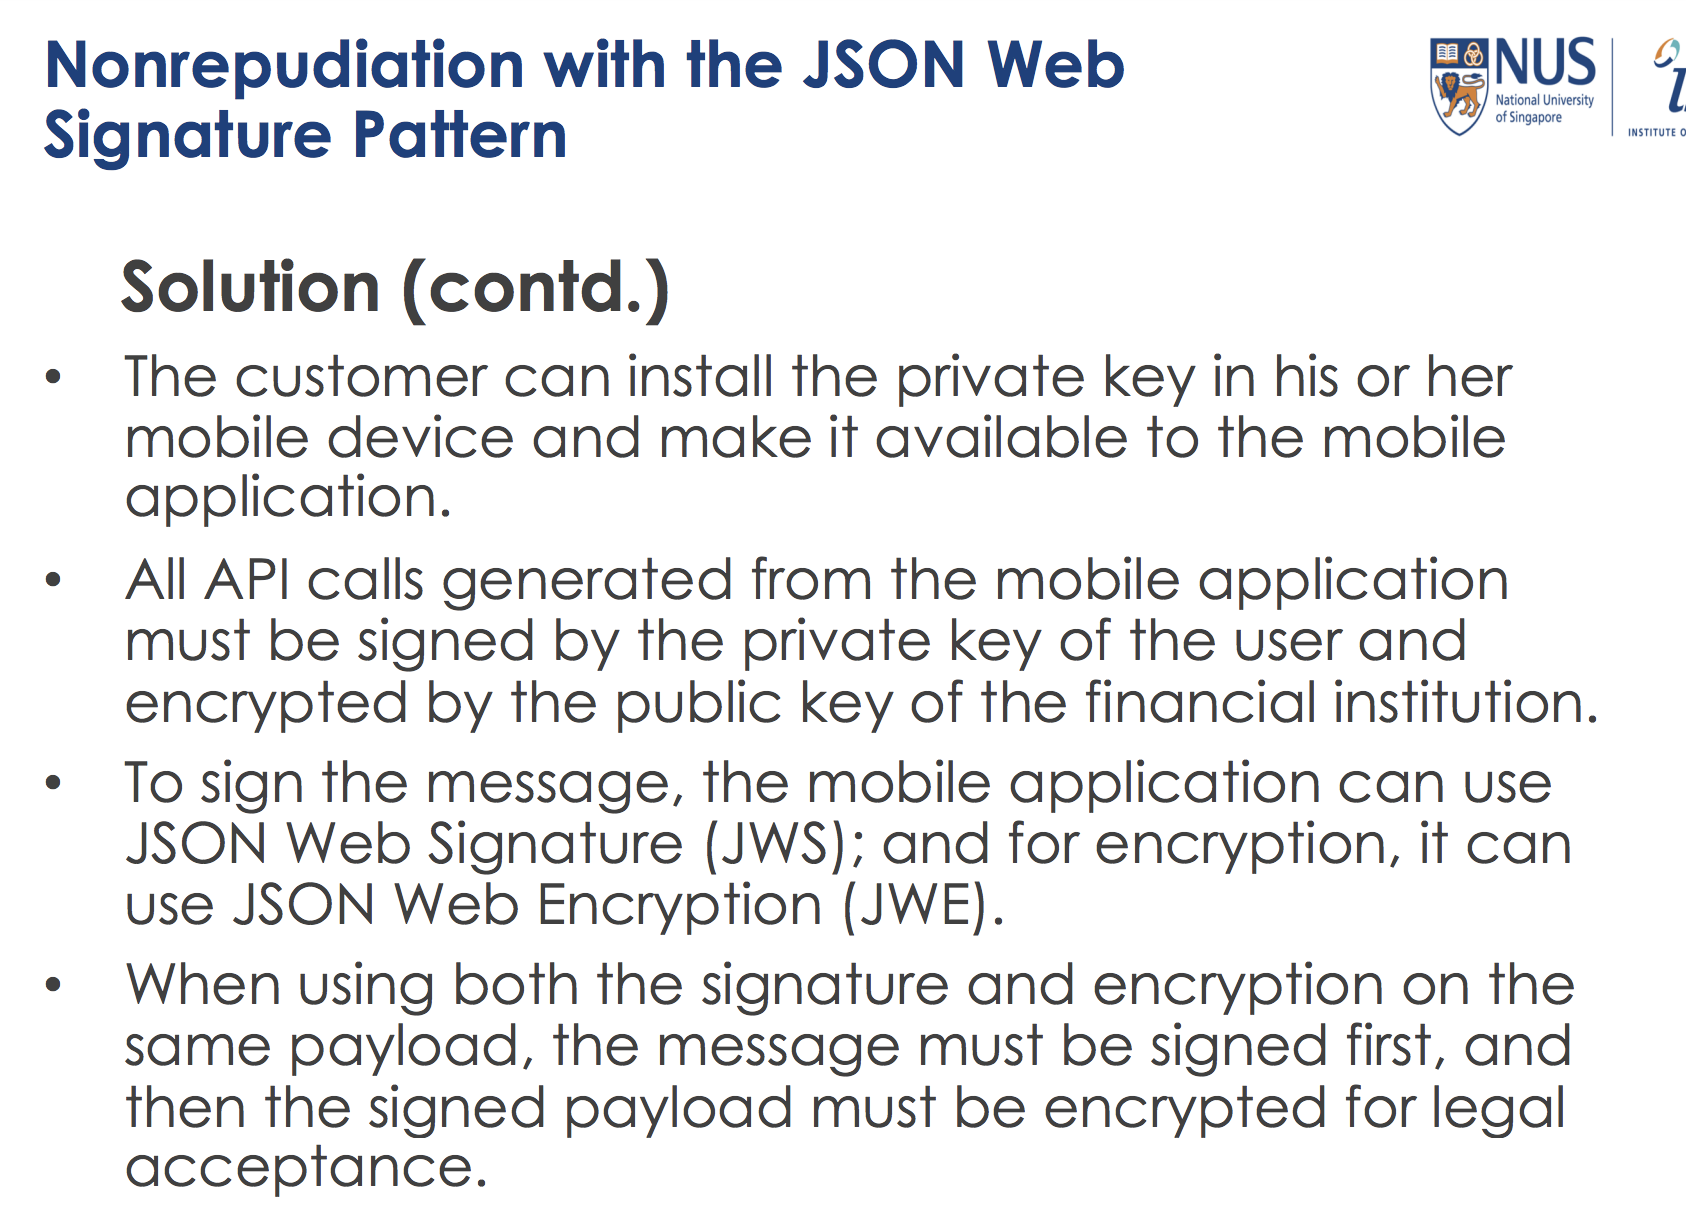 Nonrepudiation with the JSON Web
Signature Pattern
NUS
National University
of Singapore
INSTITUTE
Solution (contd.)
• The customer can install the private key in his or her
mobile device and make it available to the mobile
application.
• All API calls generated from the mobile application
must be signed by the private key of the user and
encrypted by the public key of the financial institution.
• To sign the message, the mobile application can use
JSON Web Signature (JWS); and for encryption, it can
use JSON Web Encryption (JWE).
• When using both the signature and encryption on the
same payload, the message must be signed first, and
then the signed payload must be encrypted for legal
acceptance.